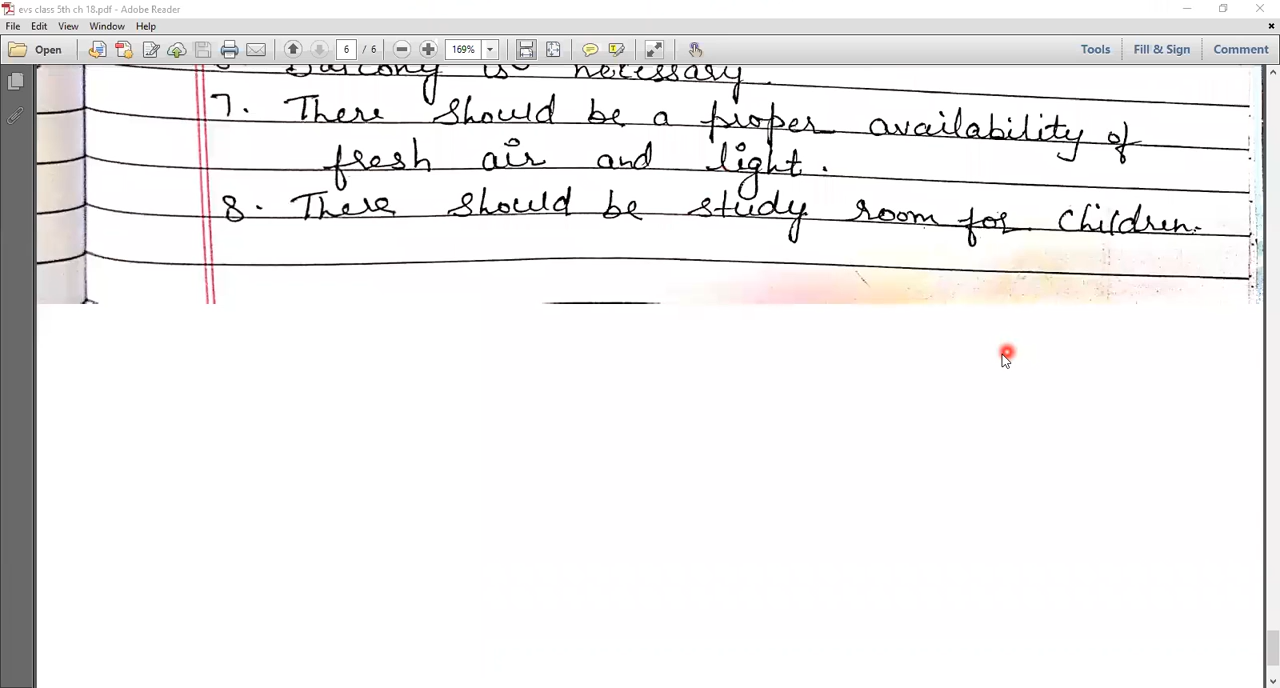 evs class 5th ch 18.pdf - Adobe Reader
File Edit View Window Help
Open 6 / 6 169% Tools Fill & Sign Comment
Balcony is necessary.
7. There should be a proper availability of
fresh air and light.
8. There should be study room for children.